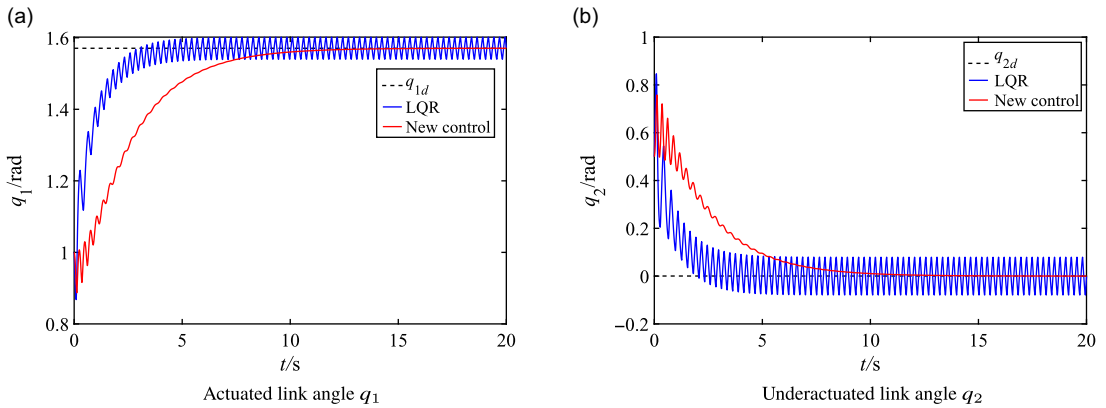 (a)
1.6
1.4
1.2
1
0.8
q1/rad
q1d
LQR
New control
0
5
10
15
20
t/s
Actuated link angle q1
(b)
1
0.8
0.6
0.4
0.2
0
−0.2
q2/rad
q2d
LQR
New control
0
5
10
15
20
t/s
Underactuated link angle q2